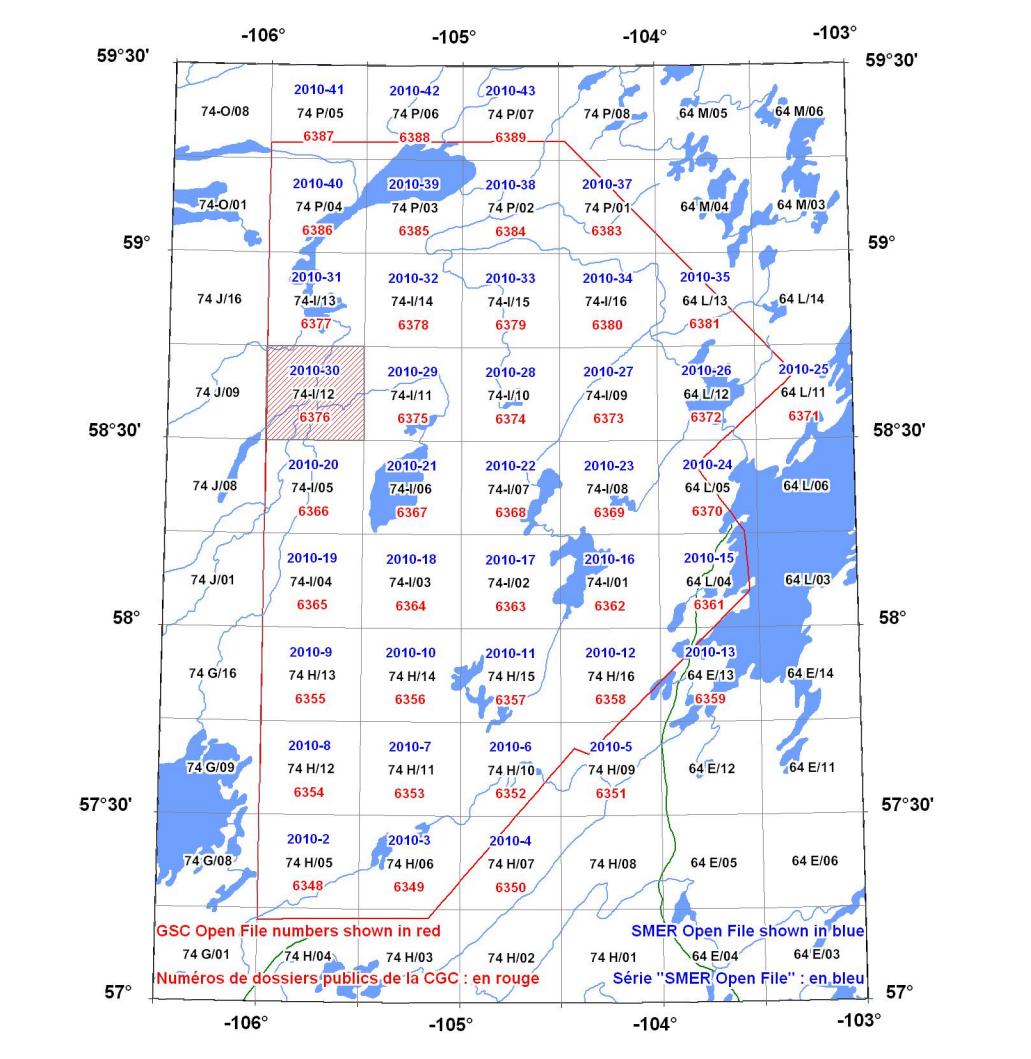 -106° -105° -104° -103°
59°30' 59°30'
2010-41 2010-42 2010-43
74-O/08 74 P/05 74 P/06 74 P/07 74 P/08 64 M/05 64 M/06
6387 6388 6389
2010-40 2010-39 2010-38 2010-37
74-O/01 74 P/04 74 P/03 74 P/02 74 P/01 64 M/04 64 M/03
6386 6385 6384 6383
59° 59°
2010-31 2010-32 2010-33 2010-34 2010-35
74 J/16 74-I/13 74-I/14 74-I/15 74-I/16 64 L/13 64 L/14
6377 6378 6379 6380 6381
2010-30 2010-29 2010-28 2010-27 2010-26 2010-25
74 J/09 74-I/12 74-I/11 74-I/10 74-I/09 64 L/12 64 L/11
6376 6375 6374 6373 6372 6371
58°30' 58°30'
2010-20 2010-21 2010-22 2010-23 2010-24
74 J/08 74-I/05 74-I/06 74-I/07 74-I/08 64 L/05 64 L/06
6366 6367 6368 6369 6370
2010-19 2010-18 2010-17 2010-16 2010-15
74 J/01 74-I/04 74-I/03 74-I/02 74-I/01 64 L/04 64 L/03
6365 6364 6363 6362 6361
58° 58°
2010-9 2010-10 2010-11 2010-12 2010-13
74 G/16 74 H/13 74 H/14 74 H/15 74 H/16 64 E/13 64 E/14
6355 6356 6357 6358 6359
2010-8 2010-7 2010-6 2010-5
74 G/09 74 H/12 74 H/11 74 H/10 74 H/09 64 E/12 64 E/11
6354 6353 6352 6351
57°30' 57°30'
2010-2 2010-3 2010-4
74 G/08 74 H/05 74 H/06 74 H/07 74 H/08 64 E/05 64 E/06
6348 6349 6350
GSC Open File numbers shown in red SMER Open File shown in blue
74 G/01 74 H/04 74 H/03 74 H/02 74 H/01 64 E/04 64 E/03
Numéros de dossiers publics de la CGC : en rouge Série "SMER Open File" : en bleu
57° 57°
-106° -105° -104° -103°